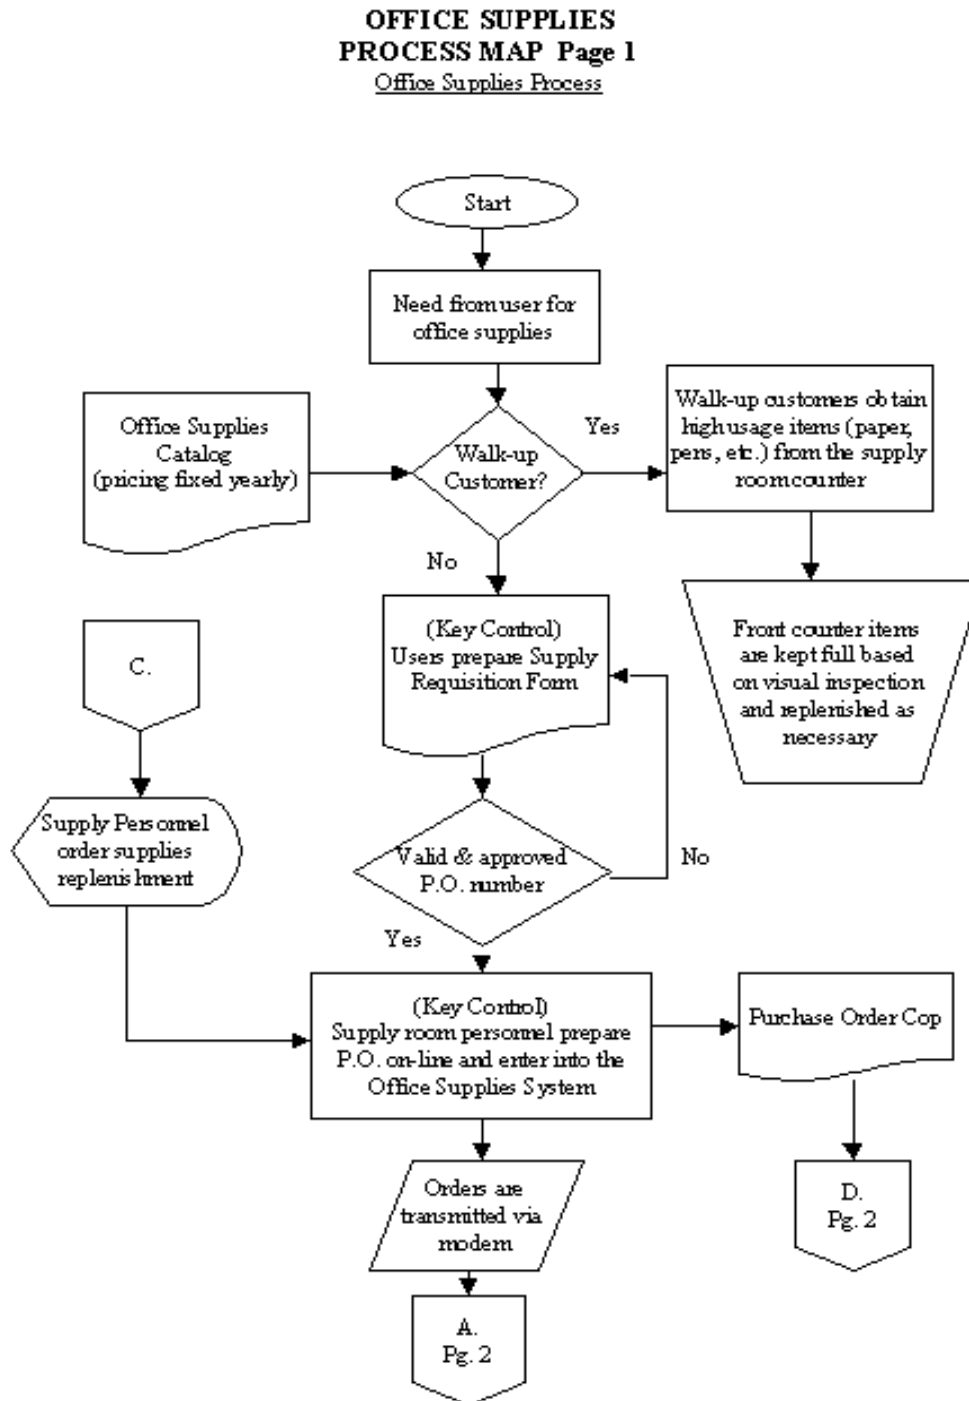 OFFICE SUPPLIES
PROCESS MAP Page 1
Office Supplies Process
Start
Need from user for
office supplies
Office Supplies
Catalog
(pricing fixed yearly)
Walk-up
Customer?
Yes
Walk-up customers obtain
high usage items (paper,
pens, etc.) from the supply
room counter
No
(Key Control)
Users prepare Supply
Requisition Form
Front counter items
are kept full based
on visual inspection
and replenished as
necessary
C.
Supply Personnel
order supplies
replenishment
Valid & approved
P.O. number
No
Yes
(Key Control)
Supply room personnel prepare
P.O. on-line and enter into the
Office Supplies System
Purchase Order Cop
Orders are
transmitted via
modem
D.
Pg. 2
A.
Pg. 2